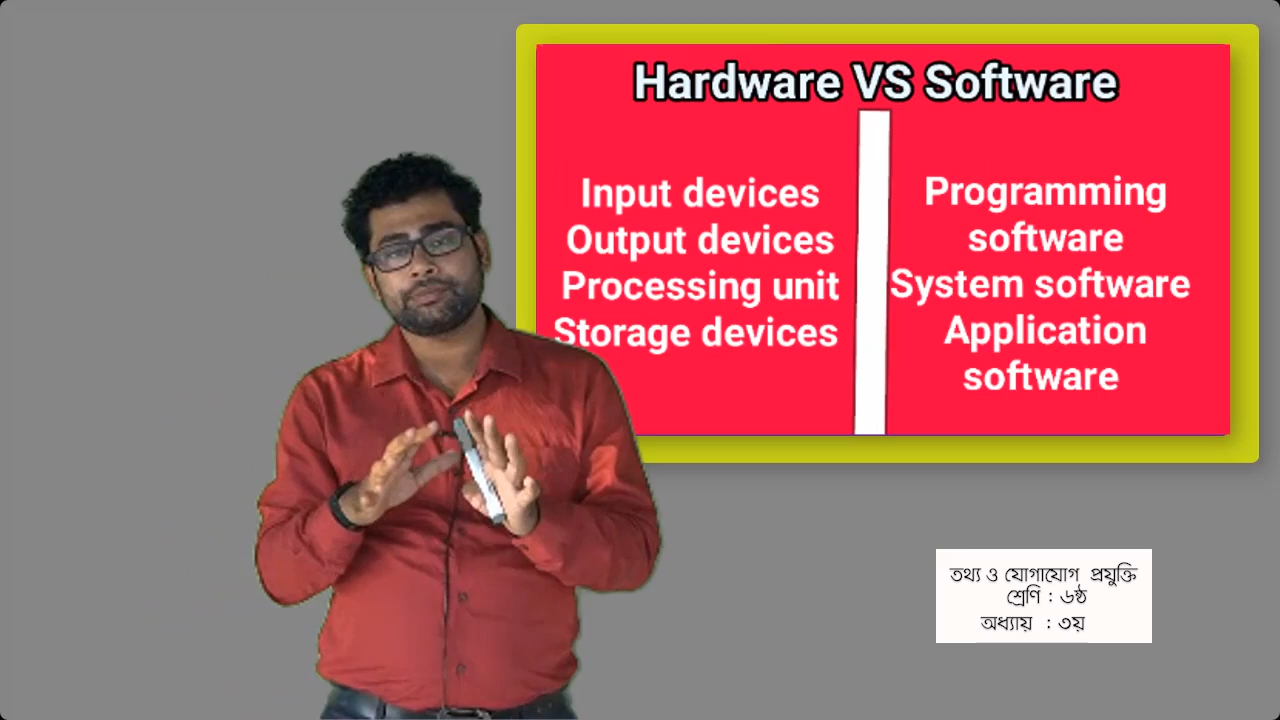 Hardware VS Software
Input devices
Output devices
Processing unit
Storage devices
Programming
software
System software
Application
software
তথ্য ও যোগাযোগ প্রযুক্তি
শ্রেণি : ৬ষ্ঠ
অধ্যায় : ৩য়